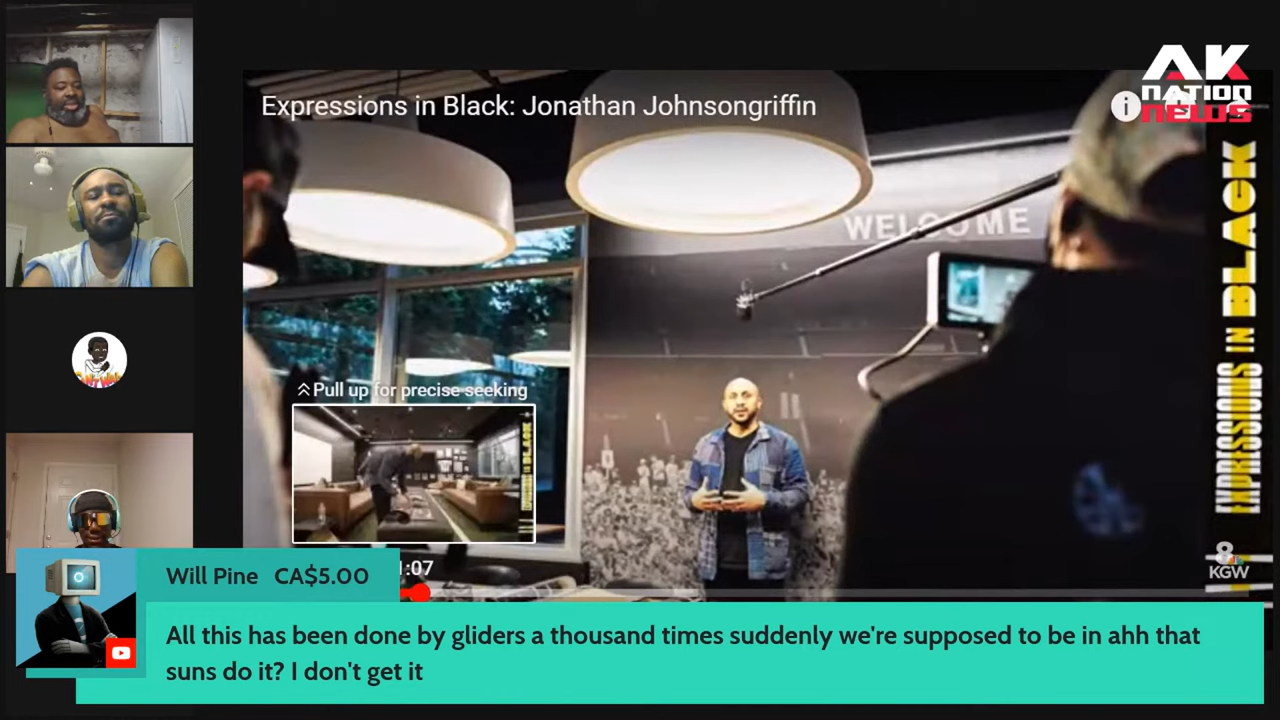 AK
NATION
NEWS
Expressions in Black: Jonathan Johnsongriffin
i
WELCOME
EXPRESSIONS IN BLACK
Pull up for precise seeking
1:07
8
KGW
Will Pine CA$5.00
All this has been done by gliders a thousand times suddenly we're supposed to be in ahh that
suns do it? I don't get it